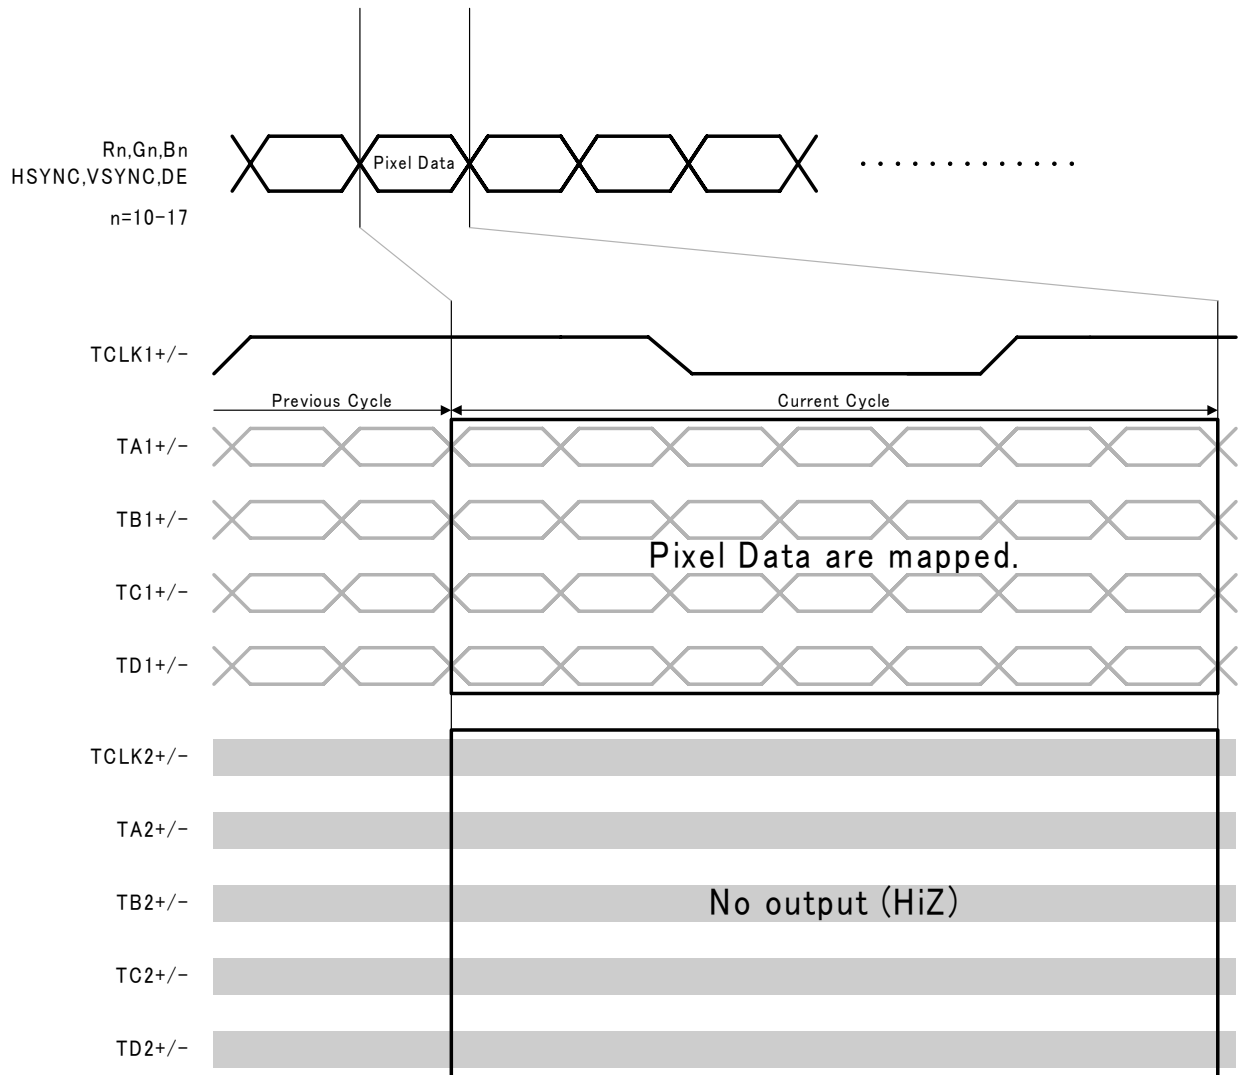 Rn,Gn,Bn
HSYNC,VSYNC,DE
n=10-17
Pixel Data
TCLK1+/-
Previous Cycle
Current Cycle
TA1+/-
TB1+/-
Pixel Data are mapped.
TC1+/-
TD1+/-
TCLK2+/-
TA2+/-
TB2+/-
No output (HiZ)
TC2+/-
TD2+/-